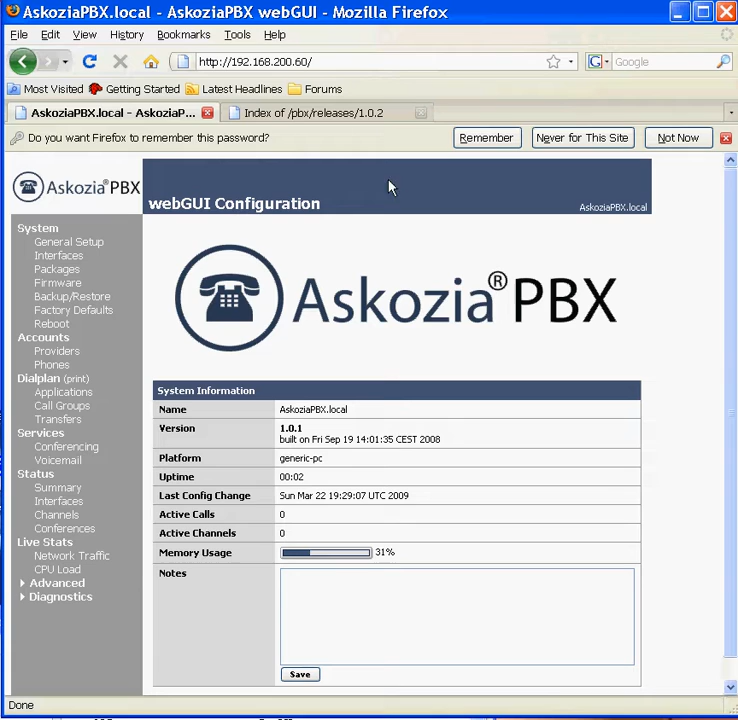 AskoziaPBX.local - AskoziaPBX webGUI - Mozilla Firefox
File Edit View History Bookmarks Tools Help
http://192.168.200.60/ G Google
Most Visited Getting Started Latest Headlines Forums
AskoziaPBX.local - AskoziaP... Index of /pbx/releases/1.0.2
Do you want Firefox to remember this password? Remember Never for This Site Not Now
Askozia®PBX
webGUI Configuration
AskoziaPBX.local
System
General Setup
Interfaces
Packages
Firmware
Backup/Restore
Factory Defaults
Reboot
Accounts
Providers
Phones
Dialplan (print)
Applications
Call Groups
Transfers
Services
Conferencing
Voicemail
Status
Summary
Interfaces
Channels
Conferences
Live Stats
Network Traffic
CPU Load
Advanced
Diagnostics
Askozia®PBX
System Information
Name AskoziaPBX.local
Version 1.0.1
built on Fri Sep 19 14:01:35 CEST 2008
Platform generic-pc
Uptime 00:02
Last Config Change Sun Mar 22 19:29:07 UTC 2009
Active Calls 0
Active Channels 0
Memory Usage 31%
Notes
Save
Done